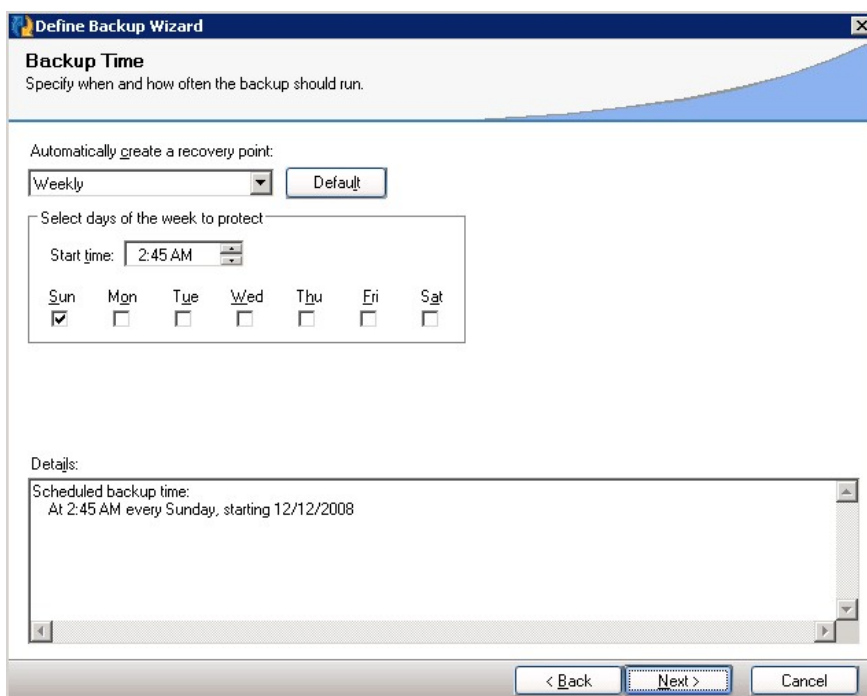 Define Backup Wizard
Backup Time
Specify when and how often the backup should run.
Automatically create a recovery point:
Weekly Default
Select days of the week to protect
Start time: 2:45 AM
Sun Mon Tue Wed Thu Fri Sat
Details:
Scheduled backup time:
At 2:45 AM every Sunday, starting 12/12/2008
< Back Next > Cancel